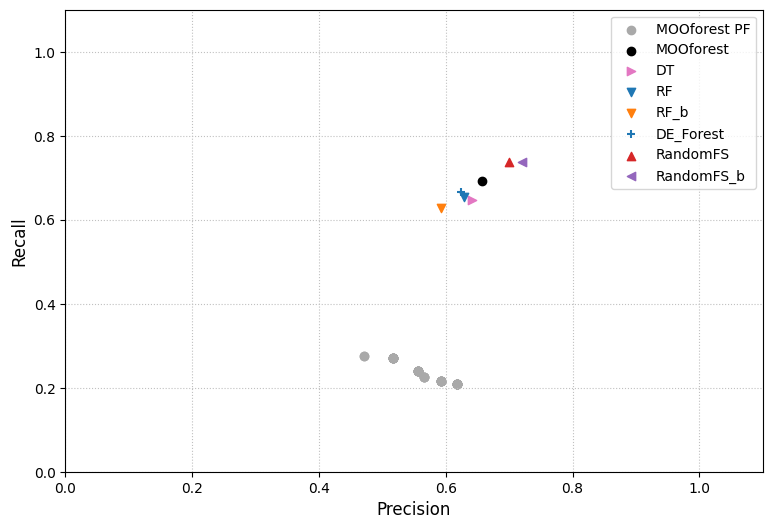 1.0
0.8
0.6
0.4
0.2
0.0
Recall
0.0 0.2 0.4 0.6 0.8 1.0
Precision
MOOforest PF
MOOforest
DT
RF
RF_b
DE_Forest
RandomFS
RandomFS_b